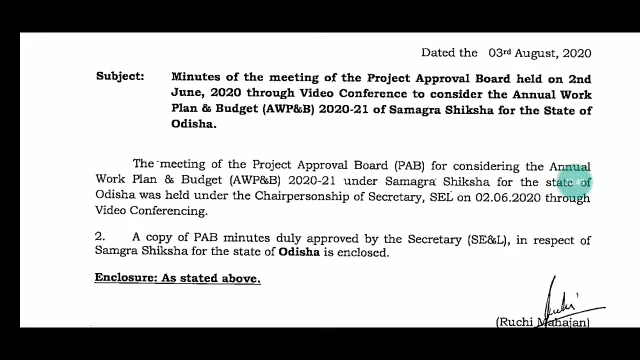 Dated the 03rd August, 2020
Subject: Minutes of the meeting of the Project Approval Board held on 2nd
June, 2020 through Video Conference to consider the Annual Work
Plan & Budget (AWP&B) 2020-21 of Samagra Shiksha for the State of
Odisha.
The meeting of the Project Approval Board (PAB) for considering the Annual
Work Plan & Budget (AWP&B) 2020-21 under Samagra Shiksha for the state of
Odisha was held under the Chairpersonship of Secretary, SEL on 02.06.2020 through
Video Conferencing.
2. A copy of PAB minutes duly approved by the Secretary (SE&L), in respect of
Samgra Shiksha for the state of Odisha is enclosed.
Enclosure: As stated above.
Ruchi
(Ruchi Mahajan)